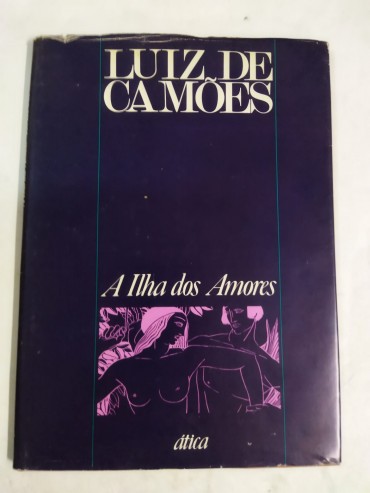 LUIZ DE
CAMÕES
A Ilha dos Amores
ática